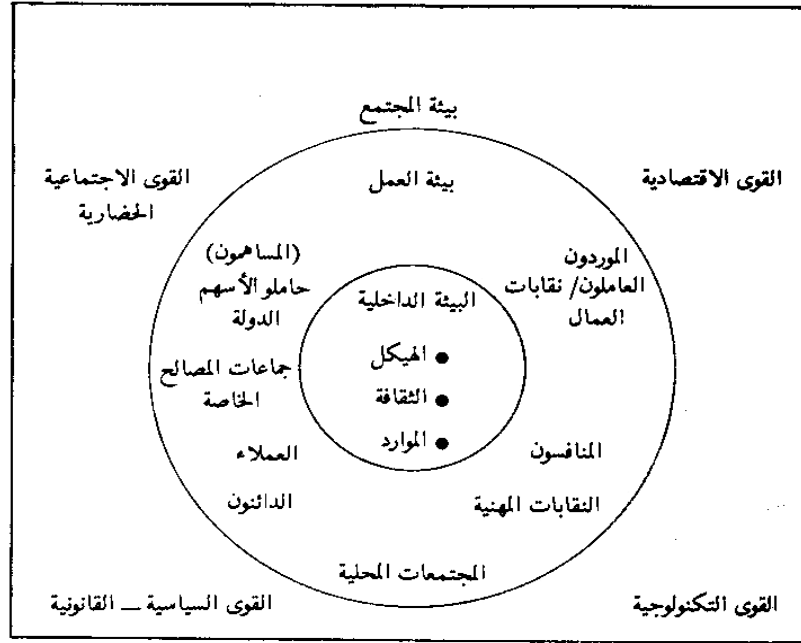 بيئة المجتمع
القوى الاقتصادية
بيئة العمل
القوى الاجتماعية
الحضارية
الموردون
العاملون/ نقابات
العمال
(المساهمون)
حاملو الأسهم
الدولة
البيئة الداخلية
● الهيكل
● الثقافة
● الموارد
جماعات المصالح
الخاصة
المنافسون
العملاء
النقابات المهنية
الدائنون
المجتمعات المحلية
القوى التكنولوجية
القوى السياسية — القانونية